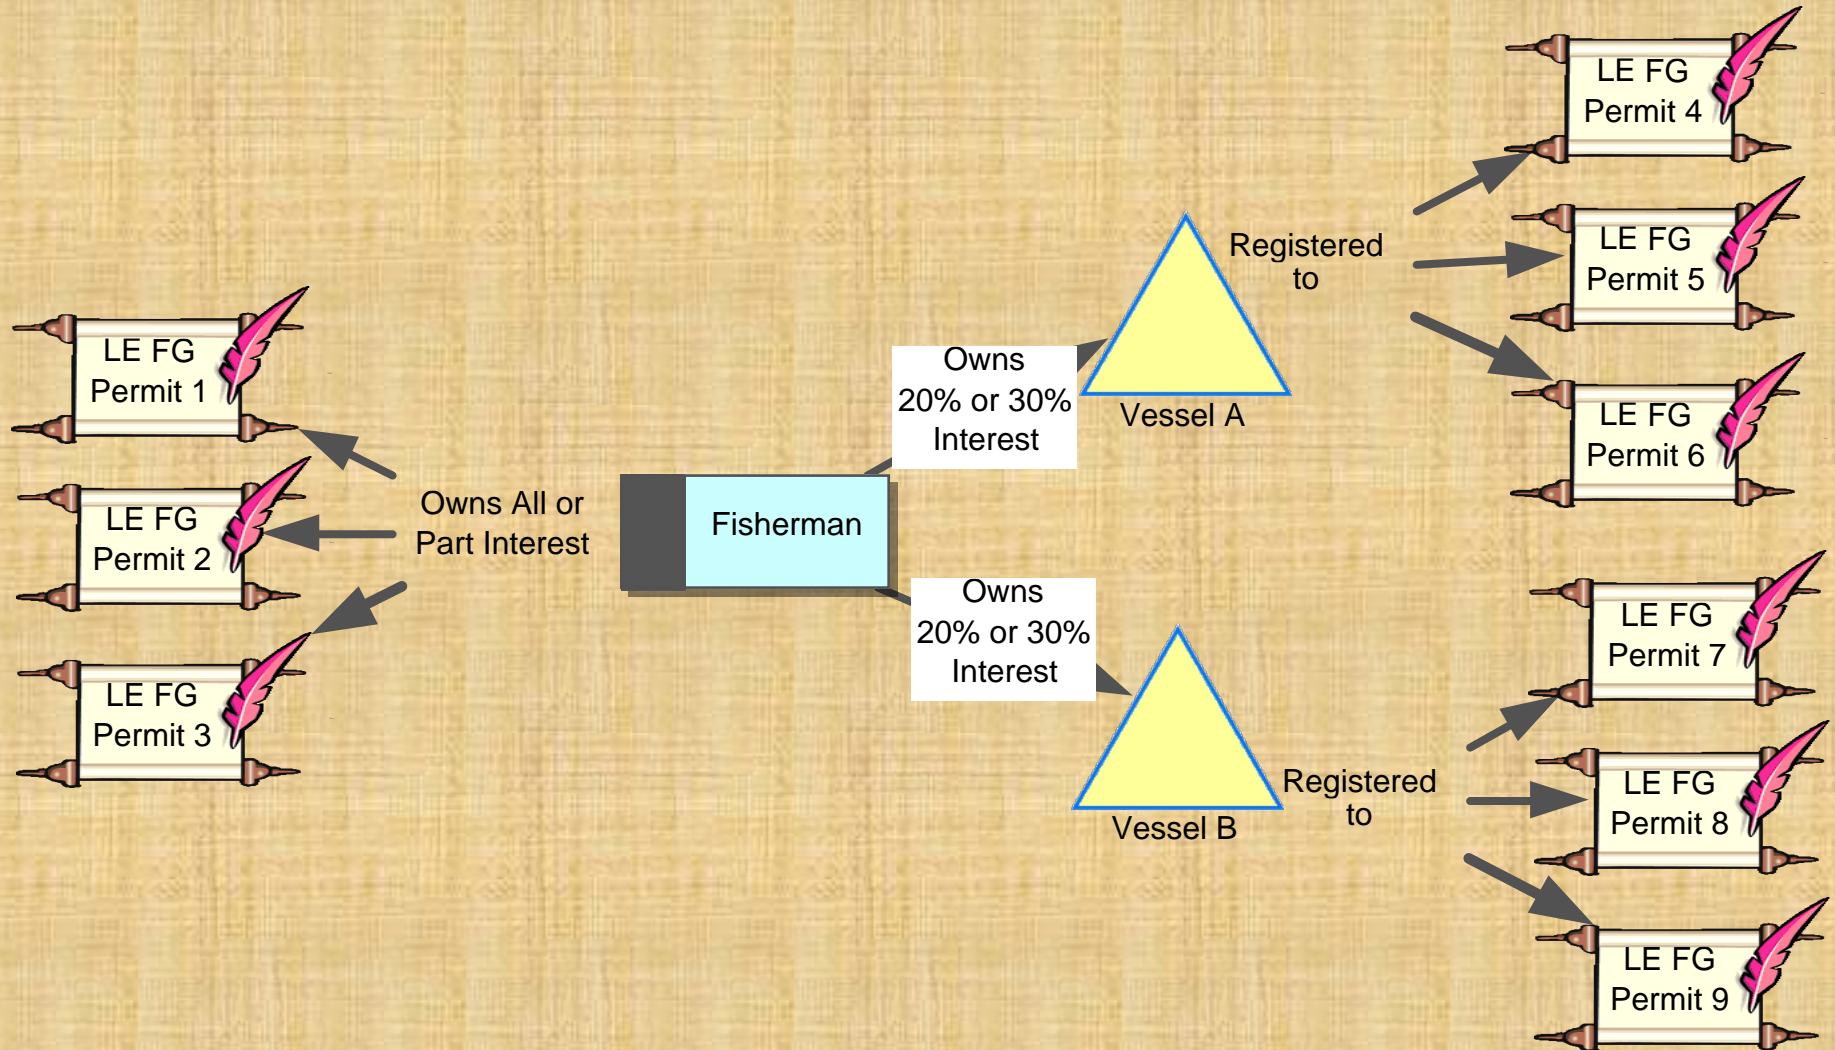 LE FG
Permit 1
LE FG
Permit 2
LE FG
Permit 3
Owns All or
Part Interest
Fisherman
Owns
20% or 30%
Interest
Vessel A
Registered
to
LE FG
Permit 4
LE FG
Permit 5
LE FG
Permit 6
Owns
20% or 30%
Interest
Vessel B
Registered
to
LE FG
Permit 7
LE FG
Permit 8
LE FG
Permit 9